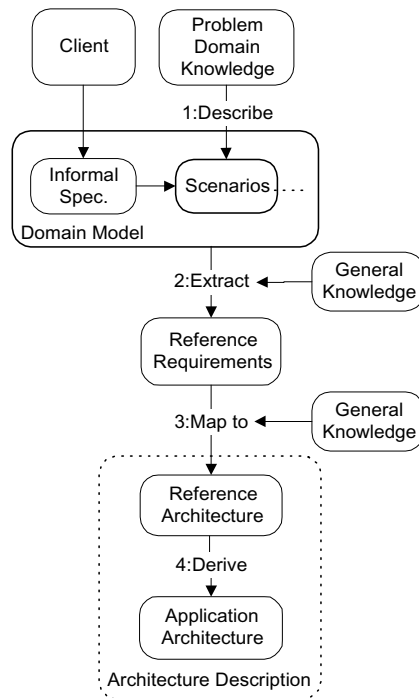 Client
Problem
Domain
Knowledge
1:Describe
Informal
Spec.
Scenarios....
Domain Model
2:Extract
General
Knowledge
Reference
Requirements
3:Map to
General
Knowledge
Reference
Architecture
4:Derive
Application
Architecture
Architecture Description